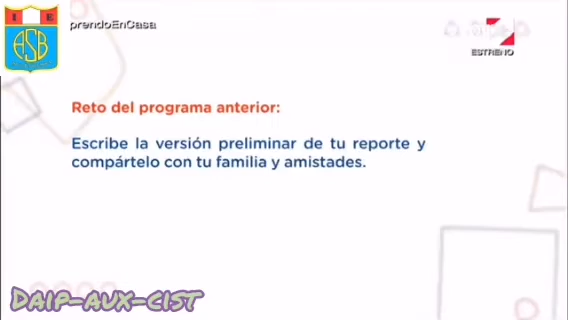 I E
ASB
prendoEnCasa
ESTRENO
Reto del programa anterior:
Escribe la versión preliminar de tu reporte y
compártelo con tu familia y amistades.
DAIP-AUX-CIST